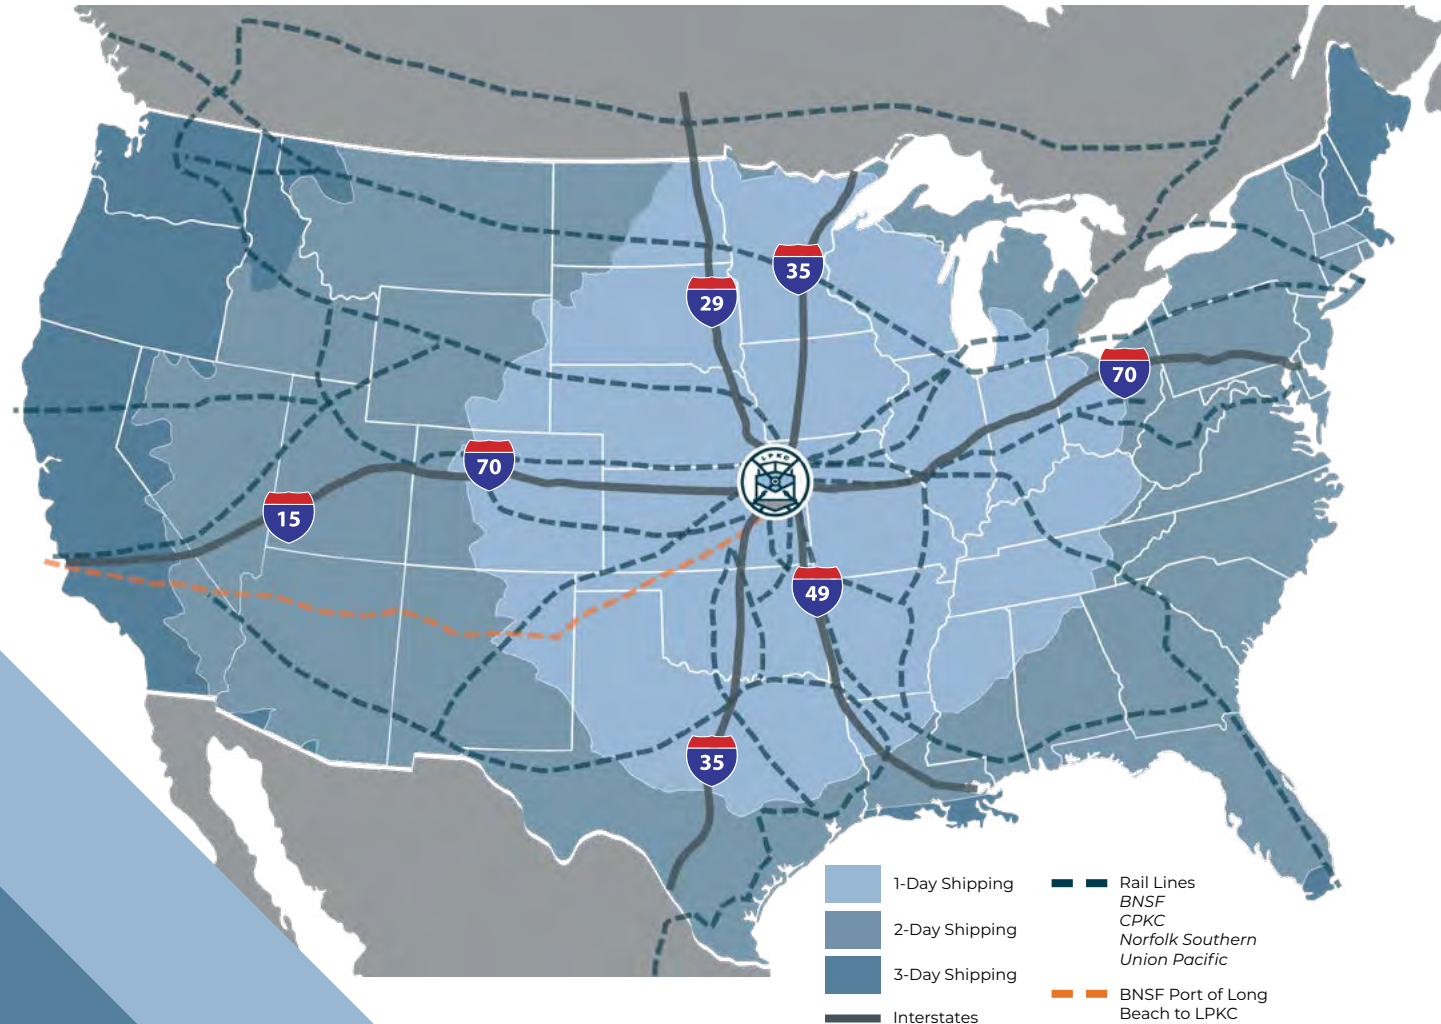 35
29
70
LPKC
70
15
49
35
1-Day Shipping
2-Day Shipping
3-Day Shipping
Interstates
Rail Lines
BNSF
CPKC
Norfolk Southern
Union Pacific
BNSF Port of Long
Beach to LPKC